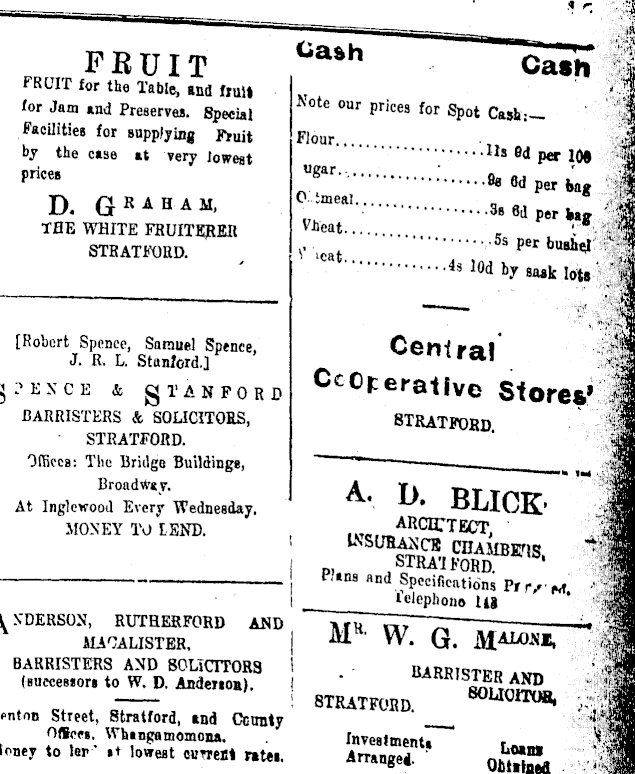 FRUIT
FRUIT for the Table, and fruit
for Jam and Preserves. Special
Facilities for supplying Fruit
by the case at very lowest
prices
D. GRAHAM,
THE WHITE FRUITERER
STRATFORD.
[Robert Spence, Samuel Spence,
J. R. L. Stanford.]
SPENCE & STANFORD
BARRISTERS & SOLICITORS,
STRATFORD.
Offices: The Bridge Buildings,
Broadway.
At Inglewood Every Wednesday.
MONEY TO LEND.
ANDERSON, RUTHERFORD AND
MACALISTER,
BARRISTERS AND SOLICITORS
(successors to W. D. Anderson).
enton Street, Stratford, and County
Offices, Whangamomona.
oney to len at lowest current rates.
Cash Cash
Note our prices for Spot Cash:—
Flour..................11s 9d per 100
ugar..................9s 6d per bag
Oatmeal..................3s 6d per bag
Wheat..................5s per bushel
Wheat.............4s 10d by sask lots
Central
CoOperative Stores'
STRATFORD.
A. D. BLICK,
ARCHITECT,
INSURANCE CHAMBERS,
STRATFORD.
Plans and Specifications
Telephone 148
MR. W. G. MALONE,
BARRISTER AND
SOLICITOR,
STRATFORD.
Investments Loans
Arranged. Obtained